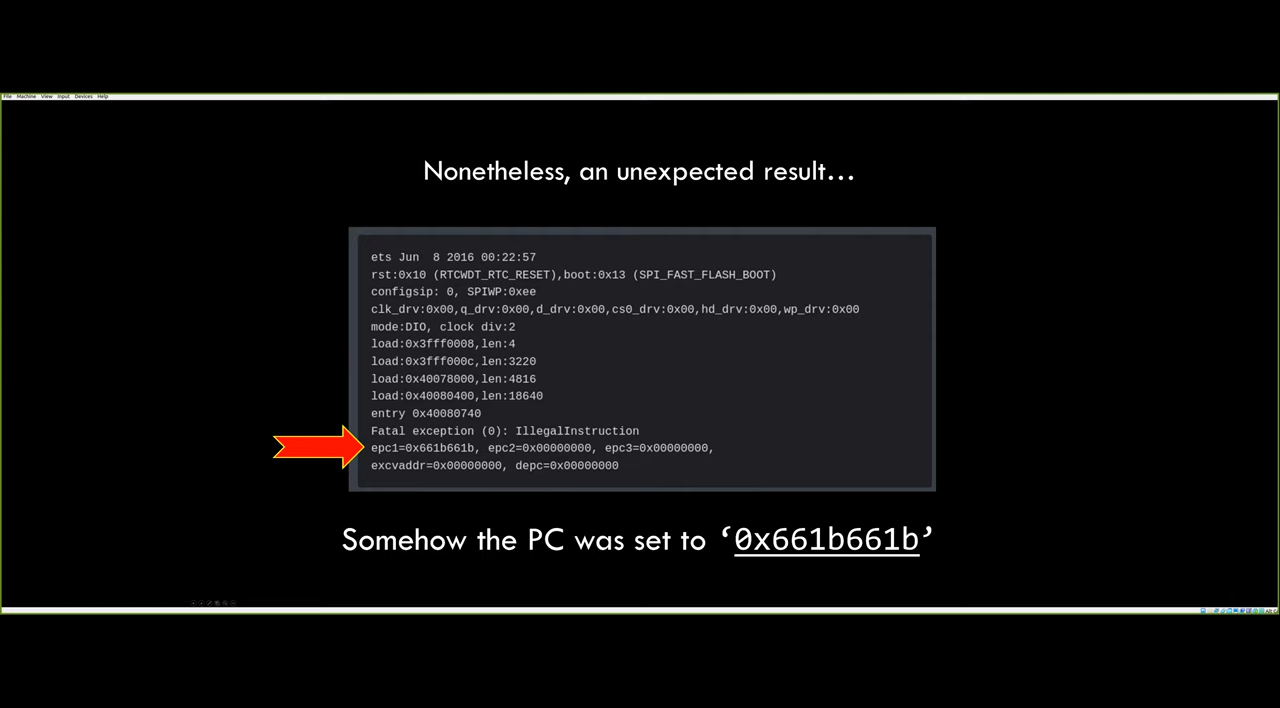 File Machine View Input Devices Help
Nonetheless, an unexpected result…
ets Jun  8 2016 00:22:57
rst:0x10 (RTCWDT_RTC_RESET),boot:0x13 (SPI_FAST_FLASH_BOOT)
configsip: 0, SPIWP:0xee
clk_drv:0x00,q_drv:0x00,d_drv:0x00,cs0_drv:0x00,hd_drv:0x00,wp_drv:0x00
mode:DIO, clock div:2
load:0x3fff0008,len:4
load:0x3fff000c,len:3220
load:0x40078000,len:4816
load:0x40080400,len:18640
entry 0x40080740
Fatal exception (0): IllegalInstruction
epc1=0x661b661b, epc2=0x00000000, epc3=0x00000000,
excvaddr=0x00000000, depc=0x00000000
Somehow the PC was set to ‘0x661b661b’